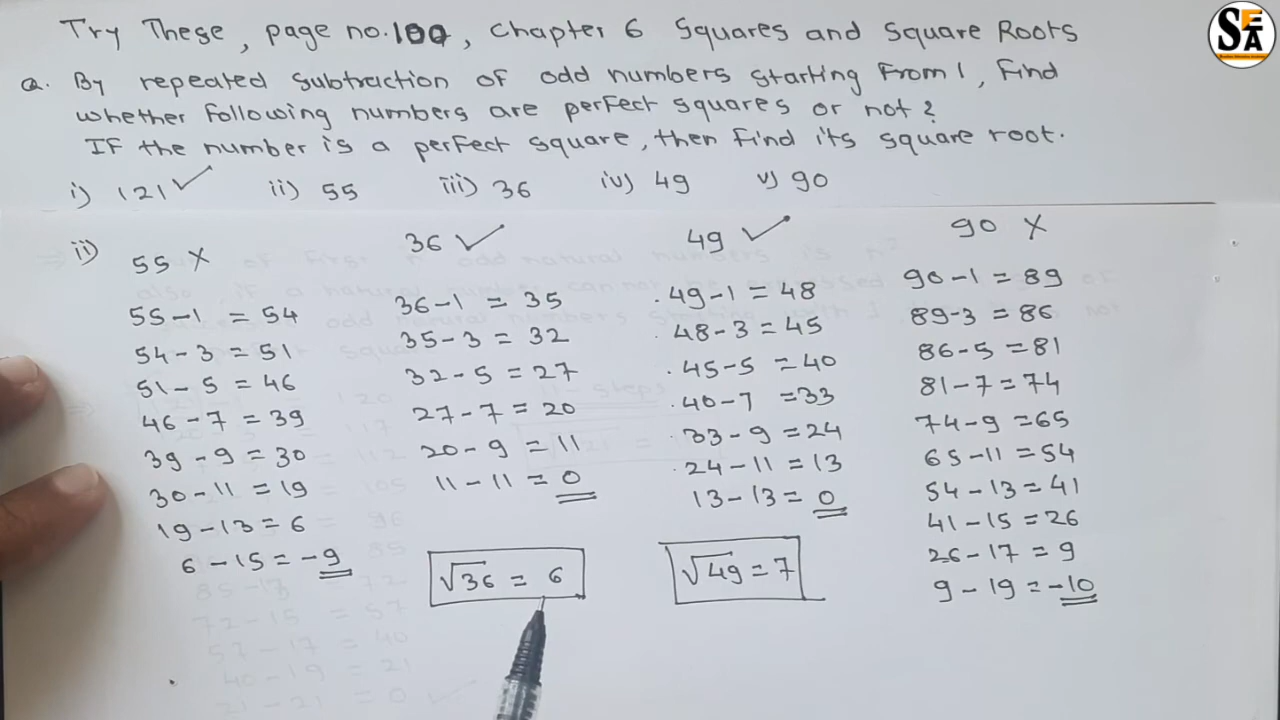 Try These, page no.100, Chapter 6 Squares and Square Roots
Q. By repeated subtraction of odd numbers starting from 1, find
whether following numbers are perfect squares or not?
If the number is a perfect square, then find its square root.
i) 121 ✓ ii) 55 iii) 36 iv) 49 v) 90
ii) 55 X
55-1 = 54
54-3 = 51
51-5 = 46
46-7 = 39
39-9 = 30
30-11 = 19
19-13 = 6
6-15 = -9
36 ✓
36-1 = 35
35-3 = 32
32-5 = 27
27-7 = 20
20-9 = 11
11-11 = 0
√36 = 6
49 ✓
49-1 = 48
48-3 = 45
45-5 = 40
40-7 = 33
33-9 = 24
24-11 = 13
13-13 = 0
√49 = 7
90 X
90-1 = 89
89-3 = 86
86-5 = 81
81-7 = 74
74-9 = 65
65-11 = 54
54-13 = 41
41-15 = 26
26-17 = 9
9-19 = -10
SEFA